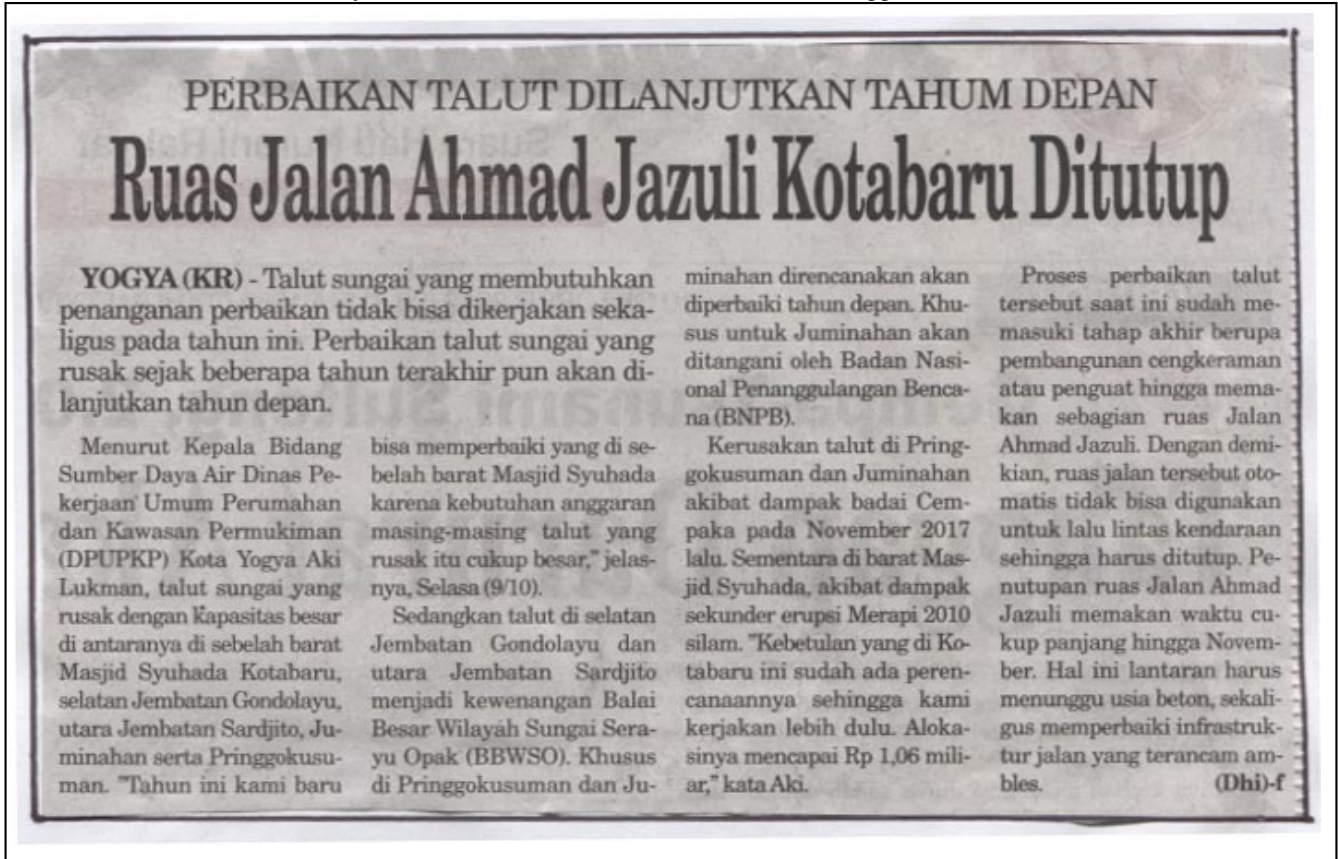 PERBAIKAN TALUT DILANJUTKAN TAHUM DEPAN
Ruas Jalan Ahmad Jazuli Kotabaru Ditutup
YOGYA (KR) - Talut sungai yang membutuhkan
penanganan perbaikan tidak bisa dikerjakan seka-
ligus pada tahun ini. Perbaikan talut sungai yang
rusak sejak beberapa tahun terakhir pun akan di-
lanjutkan tahun depan.
Menurut Kepala Bidang
Sumber Daya Air Dinas Pe-
kerjaan Umum Perumahan
dan Kawasan Permukiman
(DPUPKP) Kota Yogya Aki
Lukman, talut sungai yang
rusak dengan Kapasitas besar
di antaranya di sebelah barat
Masjid Syuhada Kotabaru,
selatan Jembatan Gondolayu,
utara Jembatan Sardjito, Ju-
minahan serta Pringgokusu-
man. "Tahun ini kami baru
bisa memperbaiki yang di se-
belah barat Masjid Syuhada
karena kebutuhan anggaran
masing-masing talut yang
rusak itu cukup besar," jelas-
nya, Selasa (9/10).
Sedangkan talut di selatan
Jembatan Gondolayu dan
utara Jembatan Sardjito
menjadi kewenangan Balai
Besar Wilayah Sungai Sera-
yu Opak (BBWSO). Khusus
di Pringgokusuman dan Ju-
minahan direncanakan akan
diperbaiki tahun depan. Khu-
sus untuk Juminahan akan
ditangani oleh Badan Nasi-
onal Penanggulangan Benca-
na (BNPB).
Kerusakan talut di Pring-
gokusuman dan Juminahan
akibat dampak badai Cem-
paka pada November 2017
lalu. Sementara di barat Mas-
jid Syuhada, akibat dampak
sekunder erupsi Merapi 2010
silam. "Kebetulan yang di Ko-
tabaru ini sudah ada peren-
canaannya sehingga kami
kerjakan lebih dulu. Aloka-
sinya mencapai Rp 1,06 mili-
ar," kata Aki.
Proses perbaikan talut
tersebut saat ini sudah me-
masuki tahap akhir berupa
pembangunan cengkeraman
atau penguat hingga mema-
kan sebagian ruas Jalan
Ahmad Jazuli. Dengan demi-
kian, ruas jalan tersebut oto-
matis tidak bisa digunakan
untuk lalu lintas kendaraan
sehingga harus ditutup. Pe-
nutupan ruas Jalan Ahmad
Jazuli memakan waktu cu-
kup panjang hingga Novem-
ber. Hal ini lantaran harus
menunggu usia beton, sekali-
gus memperbaiki infrastruk-
tur jalan yang terancam am-
bles. (Dhi)-f